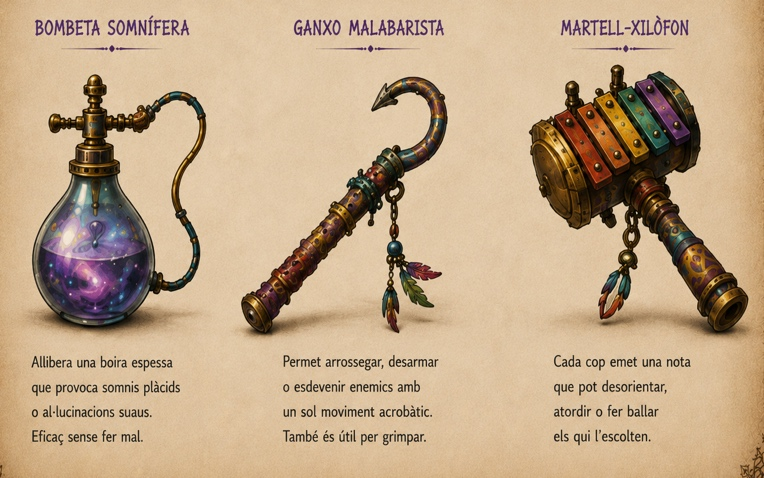 BOMBETA SOMNÍFERA
Allibera una boira espessa
que provoca somnis plàcids
o al·lucinacions suaus.
Eficaç sense fer mal.
GANXO MALABARISTA
Permet arrossegar, desarmar
o esdevenir enemics amb
un sol moviment acrobàtic.
També és útil per grimpar.
MARTELL-XILÒFON
Cada cop emet una nota
que pot desorientar,
atordir o fer ballar
els qui l'escolten.